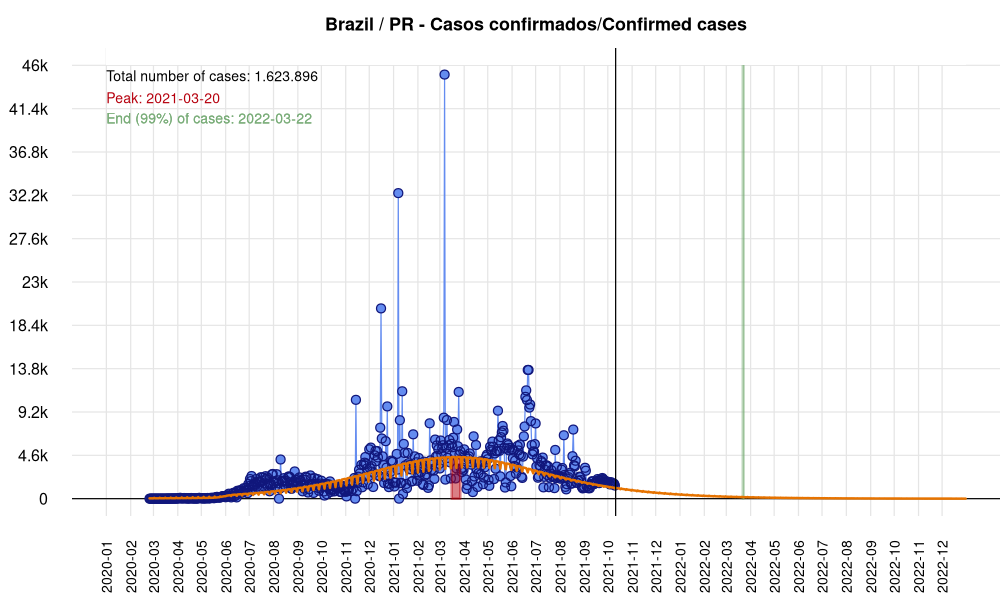 Brazil / PR - Casos confirmados/Confirmed cases
46k
Total number of cases: 1.623.896
Peak: 2021-03-20
41.4k
End (99%) of cases: 2022-03-22
36.8k
32.2k
27.6k
23k
18.4k
13.8k
9.2k
4.6k
0
2020-01
2020-02
2020-03
2020-04
2020-05
2020-06
2020-07
2020-08
2020-09
2020-10
2020-11
2020-12
2021-01
2021-02
2021-03
2021-04
2021-05
2021-06
2021-07
2021-08
2021-09
2021-10
2021-11
2021-12
2022-01
2022-02
2022-03
2022-04
2022-05
2022-06
2022-07
2022-08
2022-09
2022-10
2022-11
2022-12